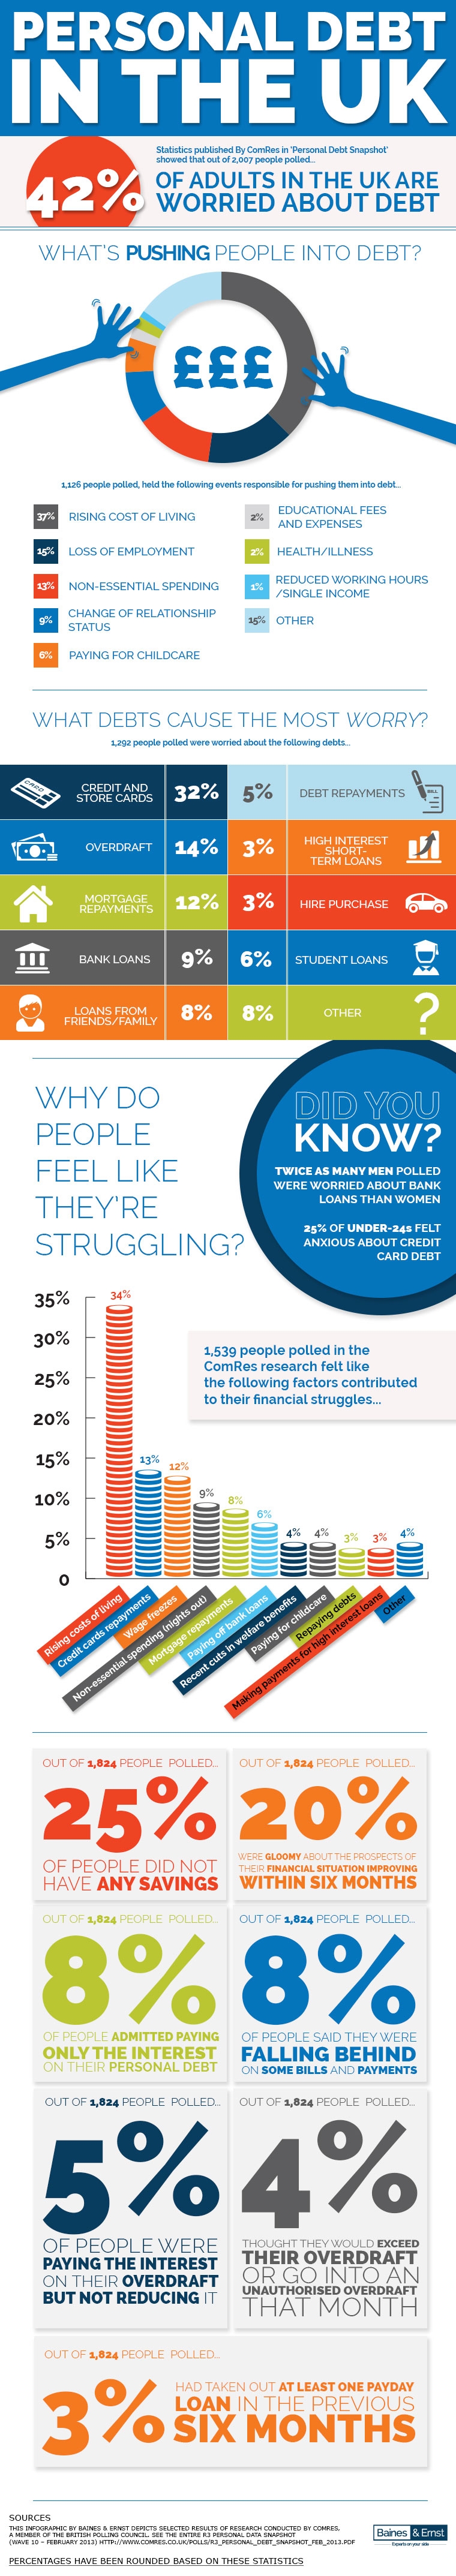 PERSONAL DEBT
IN THE UK
Statistics published By ComRes in 'Personal Debt Snapshot'
showed that out of 2,007 people polled...
42%
OF ADULTS IN THE UK ARE
WORRIED ABOUT DEBT
WHAT'S PUSHING PEOPLE INTO DEBT?
£££
1,126 people polled, held the following events responsible for pushing them into debt...
37% RISING COST OF LIVING
15% LOSS OF EMPLOYMENT
13% NON-ESSENTIAL SPENDING
9% CHANGE OF RELATIONSHIP
STATUS
6% PAYING FOR CHILDCARE
2% EDUCATIONAL FEES
AND EXPENSES
2% HEALTH/ILLNESS
1% REDUCED WORKING HOURS
/SINGLE INCOME
15% OTHER
WHAT DEBTS CAUSE THE MOST WORRY?
1,292 people polled were worried about the following debts...
CARD
CREDIT AND
STORE CARDS
32%
5%
DEBT REPAYMENTS
BILL
OVERDRAFT
14%
3%
HIGH INTEREST
SHORT-
TERM LOANS
MORTGAGE
REPAYMENTS
12%
3%
HIRE PURCHASE
BANK LOANS
9%
6%
STUDENT LOANS
LOANS FROM
FRIENDS/FAMILY
8%
8%
OTHER
?
WHY DO
PEOPLE
FEEL LIKE
THEY'RE
STRUGGLING?
DID YOU
KNOW?
TWICE AS MANY MEN POLLED
WERE WORRIED ABOUT BANK
LOANS THAN WOMEN
25% OF UNDER-24s FELT
ANXIOUS ABOUT CREDIT
CARD DEBT
1,539 people polled in the
ComRes research felt like
the following factors contributed
to their financial struggles...
35%
30%
25%
20%
15%
10%
5%
0
34%
13%
12%
9%
8%
6%
4%
4%
3%
3%
4%
Rising costs of living
Credit cards repayments
Wage freezes
Non-essential spending (nights out)
Mortgage repayments
Paying off bank loans
Recent cuts in welfare benefits
Paying for childcare
Repaying debts
Making payments for high interest loans
Other
OUT OF 1,824 PEOPLE POLLED...
25%
OF PEOPLE DID NOT
HAVE ANY SAVINGS
OUT OF 1,824 PEOPLE POLLED...
20%
WERE GLOOMY ABOUT THE PROSPECTS OF
THEIR FINANCIAL SITUATION IMPROVING
WITHIN SIX MONTHS
OUT OF 1,824 PEOPLE POLLED...
8%
OF PEOPLE ADMITTED PAYING
ONLY THE INTEREST
ON THEIR PERSONAL DEBT
OUT OF 1,824 PEOPLE POLLED...
8%
OF PEOPLE SAID THEY WERE
FALLING BEHIND
ON SOME BILLS AND PAYMENTS
OUT OF 1,824 PEOPLE POLLED...
5%
OF PEOPLE WERE
PAYING THE INTEREST
ON THEIR OVERDRAFT
BUT NOT REDUCING IT
OUT OF 1,824 PEOPLE POLLED...
4%
THOUGHT THEY WOULD EXCEED
THEIR OVERDRAFT
OR GO INTO AN
UNAUTHORISED OVERDRAFT
THAT MONTH
OUT OF 1,824 PEOPLE POLLED...
3%
HAD TAKEN OUT AT LEAST ONE PAYDAY
LOAN IN THE PREVIOUS
SIX MONTHS
SOURCES
THIS INFOGRAPHIC BY BAINES & ERNST DEPICTS SELECTED RESULTS OF RESEARCH CONDUCTED BY COMRES,
A MEMBER OF THE BRITISH POLLING COUNCIL. SEE THE ENTIRE R3 PERSONAL DATA SNAPSHOT
(WAVE 10 – FEBRUARY 2013) HTTP://WWW.COMRES.CO.UK/POLLS/R3_PERSONAL_DEBT_SNAPSHOT_FEB_2013.PDF
Baines & Ernst
Experts on your side
PERCENTAGES HAVE BEEN ROUNDED BASED ON THESE STATISTICS